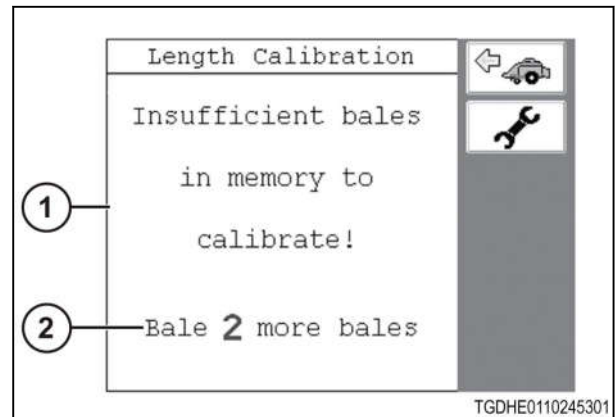 Length Calibration
Insufficient bales
in memory to
calibrate!
Bale 2 more bales
1
2
TGDHE0110245301